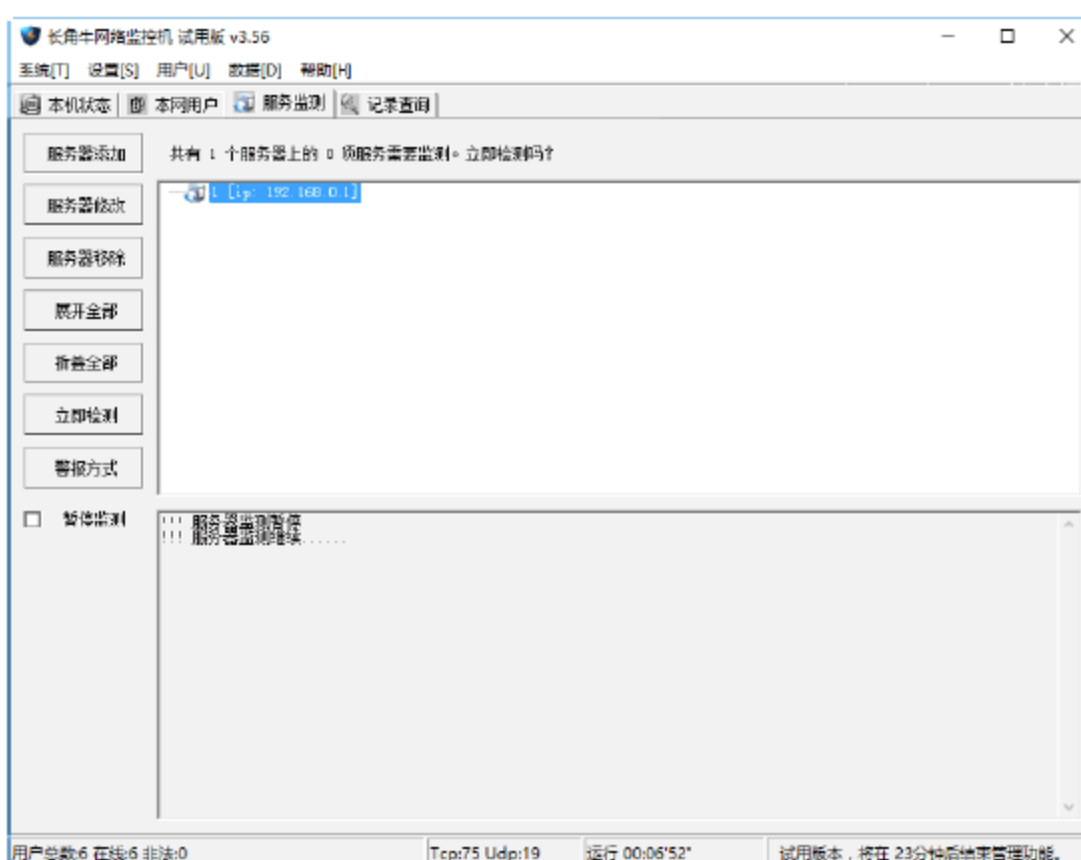 长角牛网络监控机 试用版 v3.56
系统[T] 设置[S] 用户[U] 数据[D] 帮助[H]
本机状态 本网用户 服务监测 记录查询
服务器添加 共有 1 个服务器上的 0 项服务需要监测。立即检测吗?
1 [ip: 192.168.0.1]
服务器修改
服务器移除
展开全部
折叠全部
立即检测
警报方式
暂停监测
!!! 服务器监测暂停
!!! 服务器监测继续......
用户总数:6 在线:6 非法:0 Tcp:75 Udp:19 运行 00:06'52" 试用版本，将在 23分钟后结束管理功能。